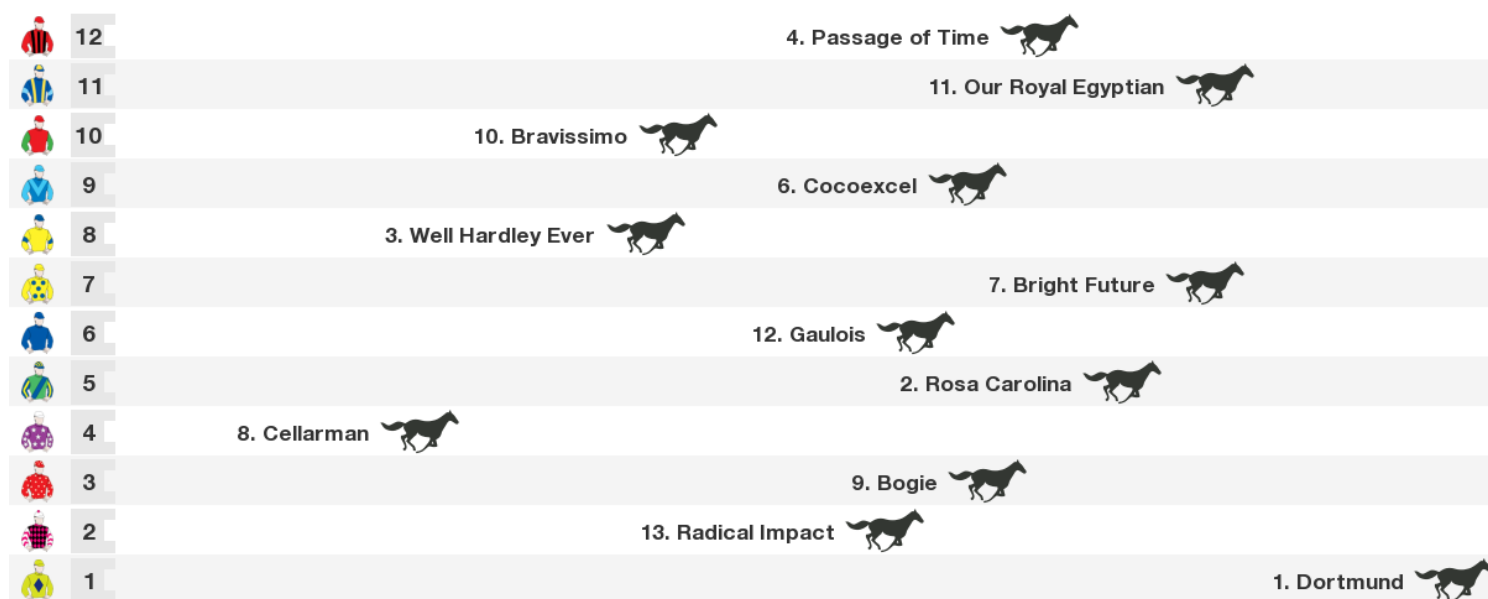 12 4. Passage of Time
11 11. Our Royal Egyptian
10 10. Bravissimo
9 6. Cocoexcel
8 3. Well Hardley Ever
7 7. Bright Future
6 12. Gaulois
5 2. Rosa Carolina
4 8. Cellarman
3 9. Bogie
2 13. Radical Impact
1 1. Dortmund